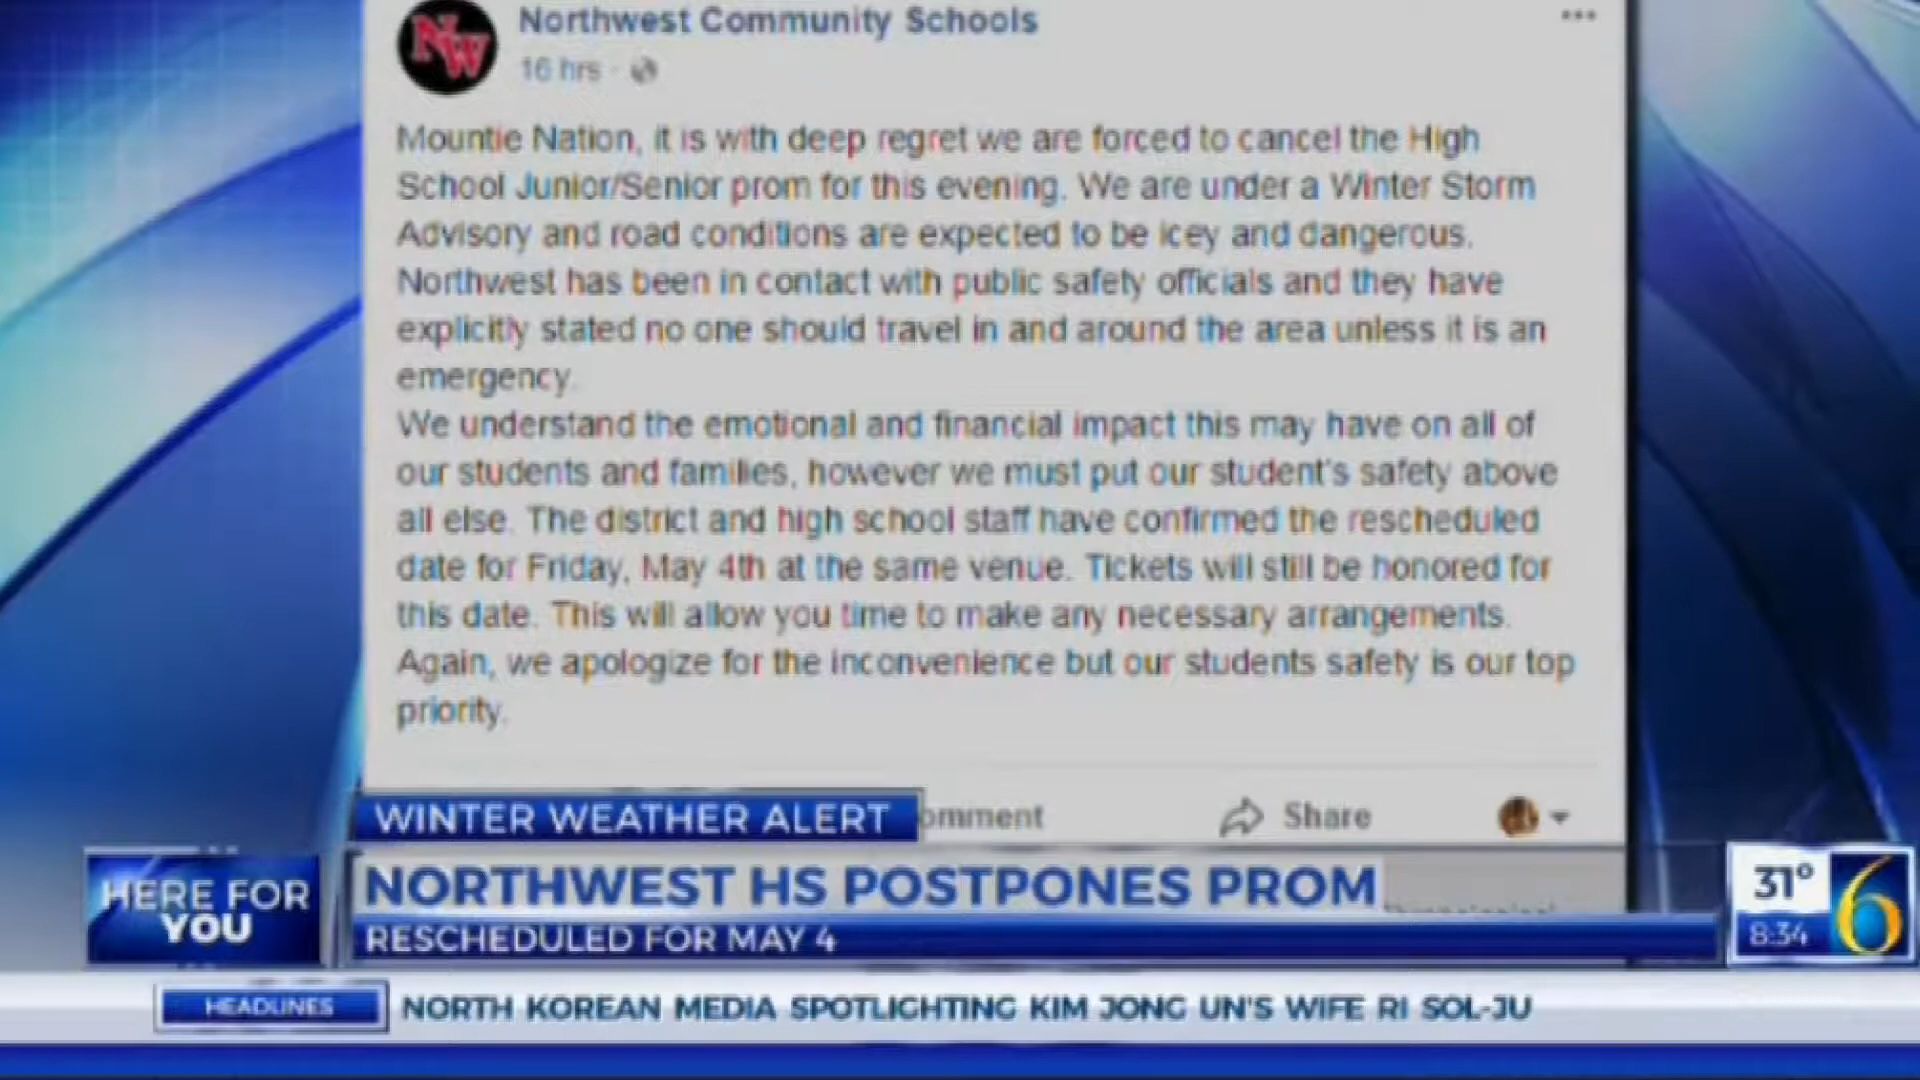 NW
Northwest Community Schools
16 hrs
Mountie Nation, it is with deep regret we are forced to cancel the High
School Junior/Senior prom for this evening. We are under a Winter Storm
Advisory and road conditions are expected to be icey and dangerous.
Northwest has been in contact with public safety officials and they have
explicitly stated no one should travel in and around the area unless it is an
emergency.
We understand the emotional and financial impact this may have on all of
our students and families, however we must put our student's safety above
all else. The district and high school staff have confirmed the rescheduled
date for Friday, May 4th at the same venue. Tickets will still be honored for
this date. This will allow you time to make any necessary arrangements.
Again, we apologize for the inconvenience but our students safety is our top
priority.
omment
Share
WINTER WEATHER ALERT
HERE FOR
YOU
NORTHWEST HS POSTPONES PROM
RESCHEDULED FOR MAY 4
31°
8:34
6
HEADLINES
NORTH KOREAN MEDIA SPOTLIGHTING KIM JONG UN'S WIFE RI SOL-JU